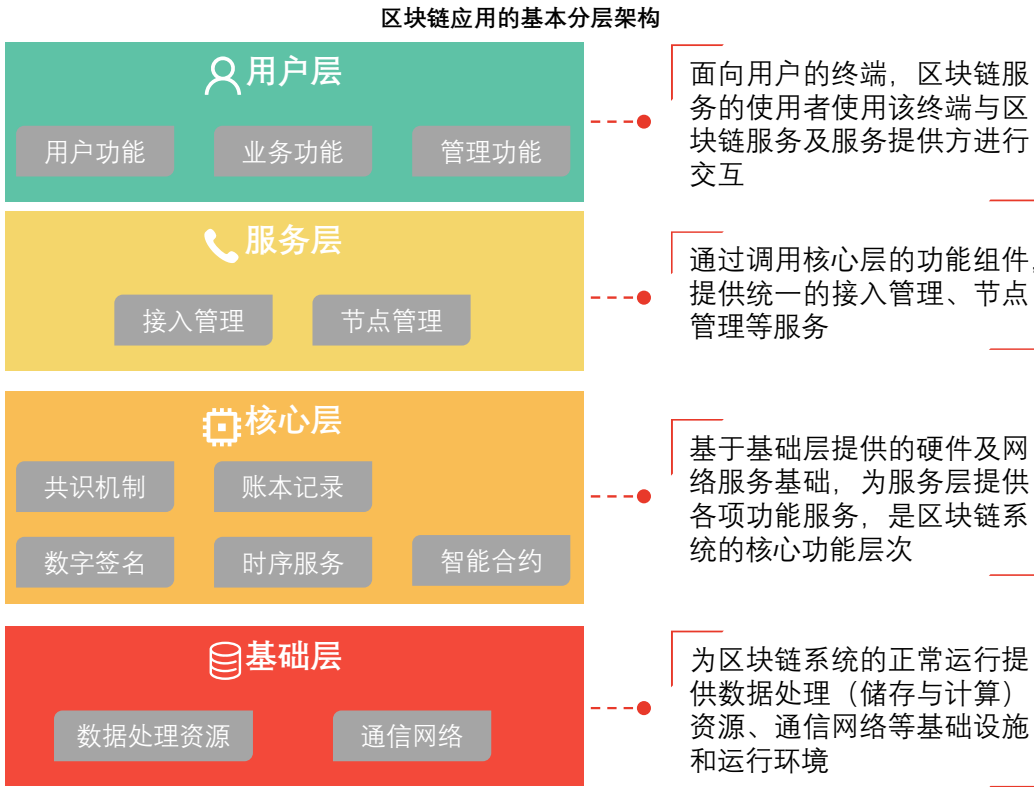 区块链应用的基本分层架构
用户层
用户功能 业务功能 管理功能
面向用户的终端，区块链服
务的使用者使用该终端与区
块链服务及服务提供方进行
交互
服务层
接入管理 节点管理
通过调用核心层的功能组件，
提供统一的接入管理、节点
管理等服务
核心层
共识机制 账本记录
数字签名 时序服务 智能合约
基于基础层提供的硬件及网
络服务基础，为服务层提供
各项功能服务，是区块链系
统的核心功能层次
基础层
数据处理资源 通信网络
为区块链系统的正常运行提
供数据处理（储存与计算）
资源、通信网络等基础设施
和运行环境